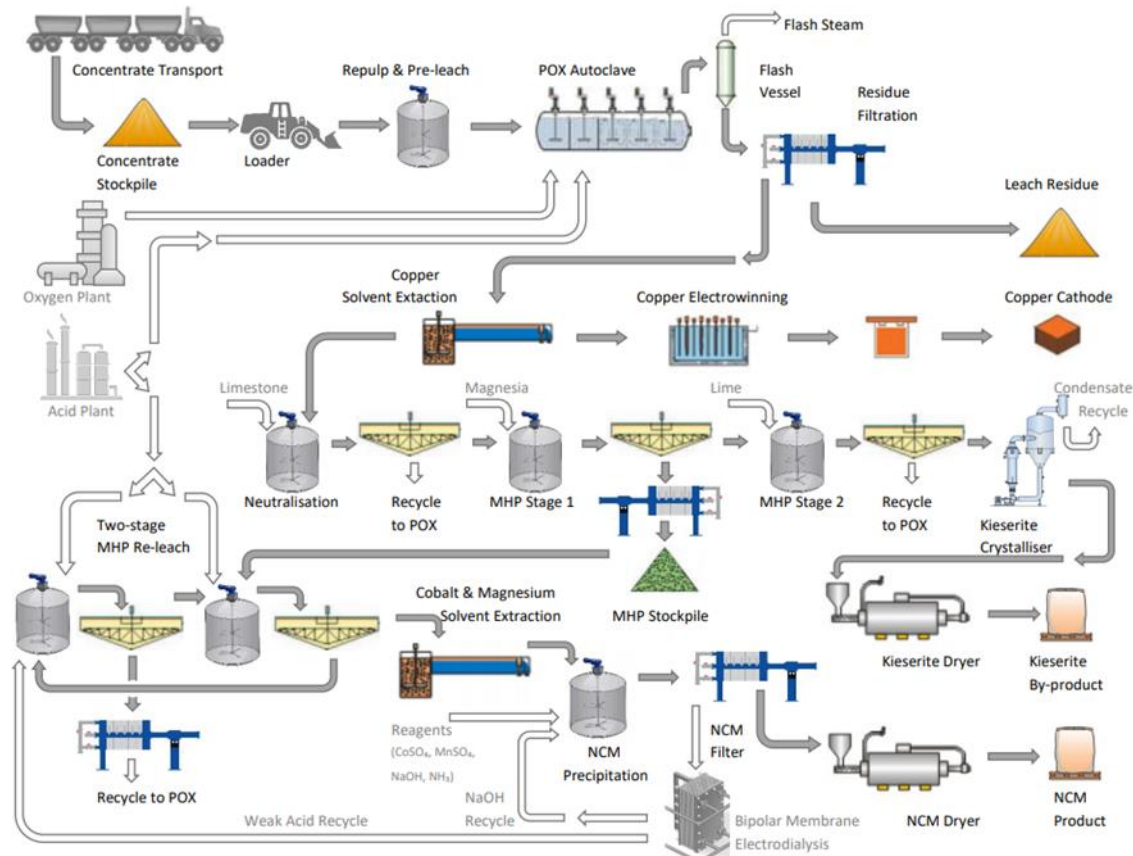 Flash Steam
Concentrate Transport
Repulp & Pre-leach
POX Autoclave
Flash
Vessel
Residue
Filtration
Concentrate
Stockpile
Loader
Leach Residue
Oxygen Plant
Copper
Solvent Extaction
Copper Electrowinning
Copper Cathode
Acid Plant
Limestone
Magnesia
Lime
Condensate
Recycle
Neutralisation
Recycle
to POX
MHP Stage 1
MHP Stage 2
Recycle
to POX
Kieserite
Crystalliser
Two-stage
MHP Re-leach
Cobalt & Magnesium
Solvent Extraction
MHP Stockpile
Kieserite Dryer
Kieserite
By-product
Reagents
(CoSO₄, MnSO₄,
NaOH, NH₃)
NCM
Precipitation
NCM
Filter
Recycle to POX
NaOH
Recycle
Weak Acid Recycle
Bipolar Membrane
Electrodialysis
NCM Dryer
NCM
Product